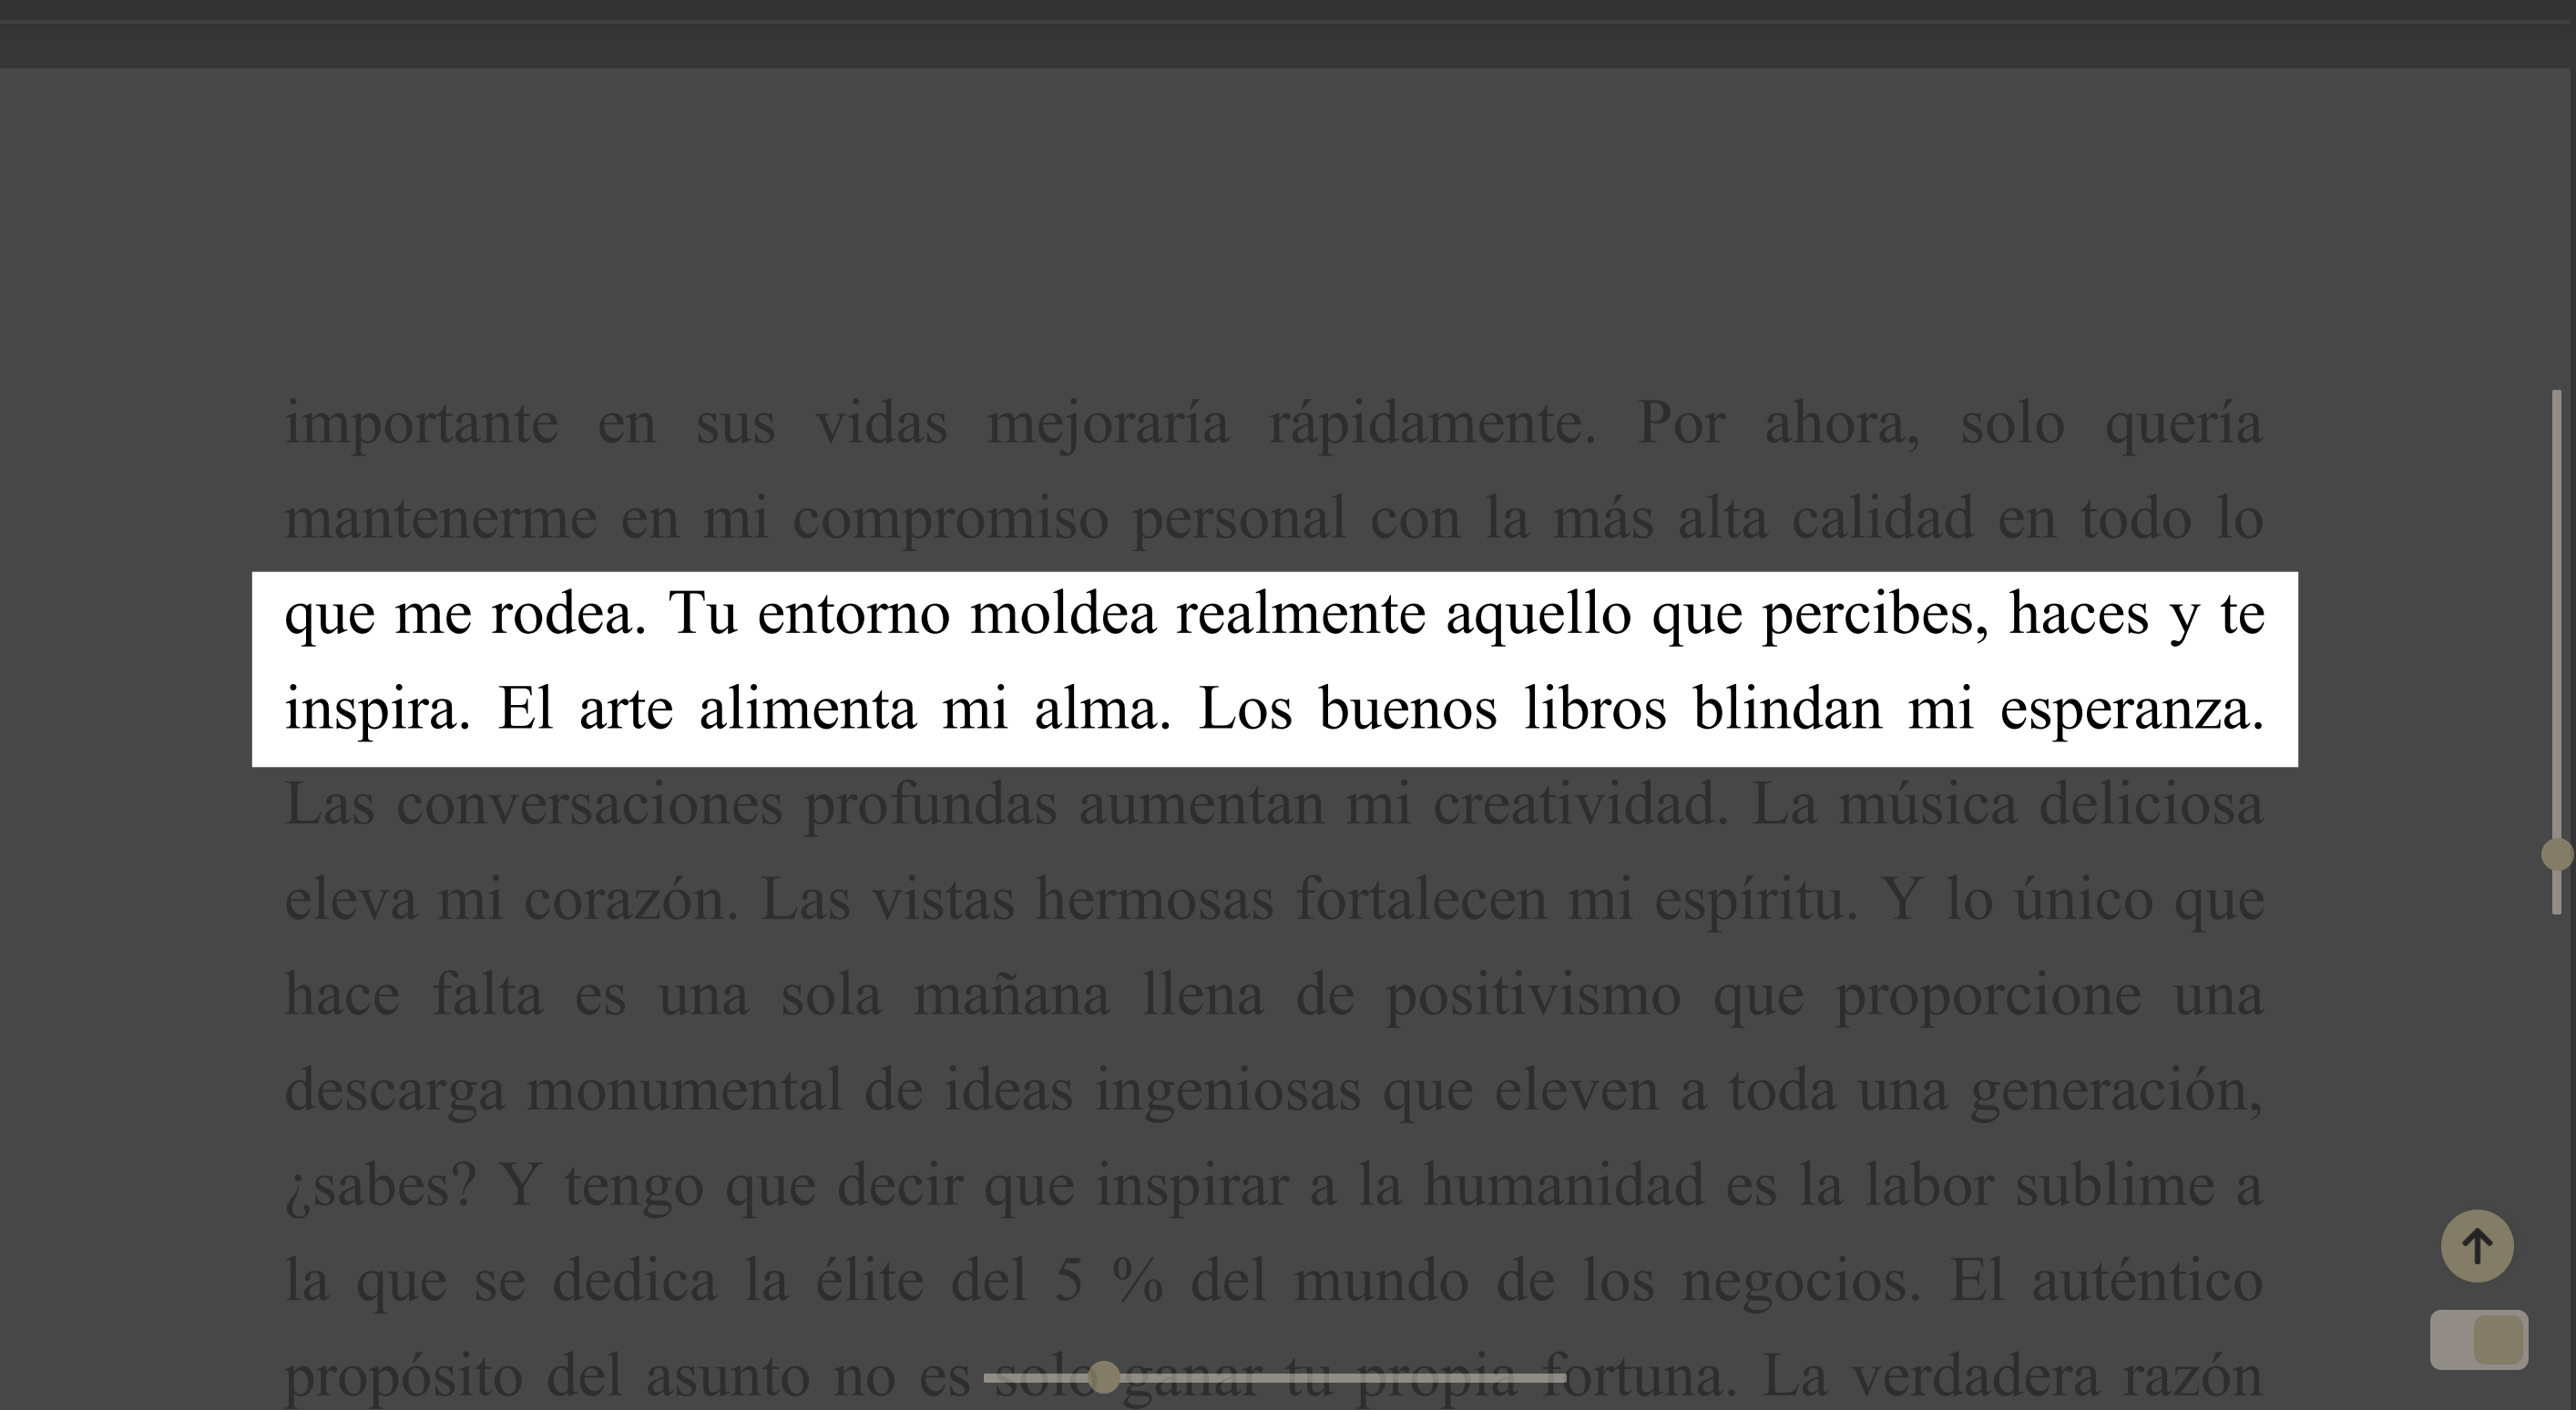 importante en sus vidas mejoraría rápidamente. Por ahora, solo quería
mantenerme en mi compromiso personal con la más alta calidad en todo lo
que me rodea. Tu entorno moldea realmente aquello que percibes, haces y te
inspira. El arte alimenta mi alma. Los buenos libros blindan mi esperanza.
Las conversaciones profundas aumentan mi creatividad. La música deliciosa
eleva mi corazón. Las vistas hermosas fortalecen mi espíritu. Y lo único que
hace falta es una sola mañana llena de positivismo que proporcione una
descarga monumental de ideas ingeniosas que eleven a toda una generación,
¿sabes? Y tengo que decir que inspirar a la humanidad es la labor sublime a
la que se dedica la élite del 5 % del mundo de los negocios. El auténtico
propósito del asunto no es solo ganar tu propia fortuna. La verdadera razón